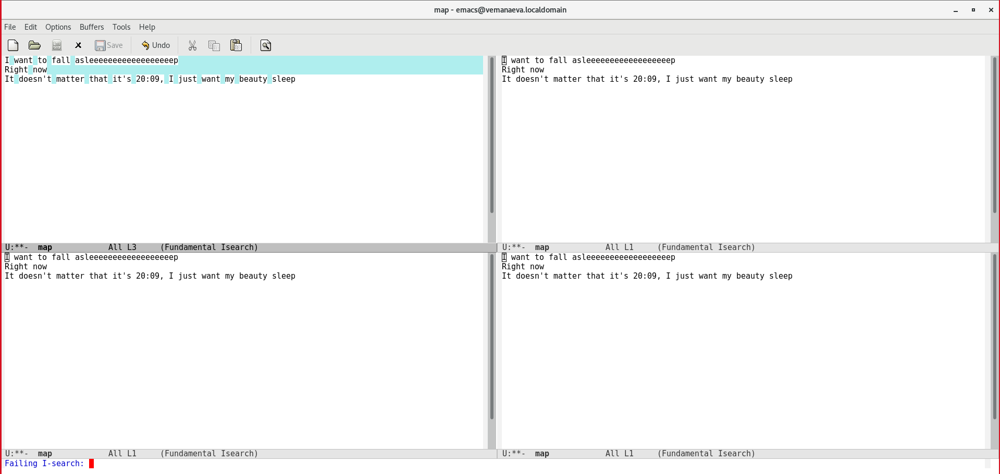 map - emacs@vemanaeva.localdomain
File Edit Options Buffers Tools Help
Save Undo
I want to fall asleeeeeeeeeeeeeeeeeep
Right now
It doesn't matter that it's 20:09, I just want my beauty sleep
U:**-  map            All L3     (Fundamental Isearch)
I want to fall asleeeeeeeeeeeeeeeeeep
Right now
It doesn't matter that it's 20:09, I just want my beauty sleep
U:**-  map            All L1     (Fundamental Isearch)
I want to fall asleeeeeeeeeeeeeeeeeep
Right now
It doesn't matter that it's 20:09, I just want my beauty sleep
U:**-  map            All L1     (Fundamental Isearch)
I want to fall asleeeeeeeeeeeeeeeeeep
Right now
It doesn't matter that it's 20:09, I just want my beauty sleep
U:**-  map            All L1     (Fundamental Isearch)
Failing I-search: